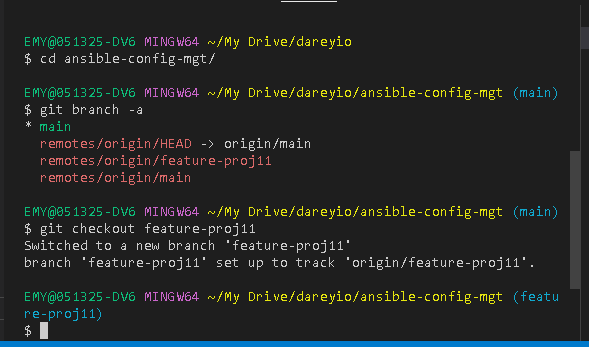 EMY@051325-DV6 MINGW64 ~/My Drive/dareyio
$ cd ansible-config-mgt/
EMY@051325-DV6 MINGW64 ~/My Drive/dareyio/ansible-config-mgt (main)
$ git branch -a
* main
  remotes/origin/HEAD -> origin/main
  remotes/origin/feature-proj11
  remotes/origin/main
EMY@051325-DV6 MINGW64 ~/My Drive/dareyio/ansible-config-mgt (main)
$ git checkout feature-proj11
Switched to a new branch 'feature-proj11'
branch 'feature-proj11' set up to track 'origin/feature-proj11'.
EMY@051325-DV6 MINGW64 ~/My Drive/dareyio/ansible-config-mgt (featu
re-proj11)
$